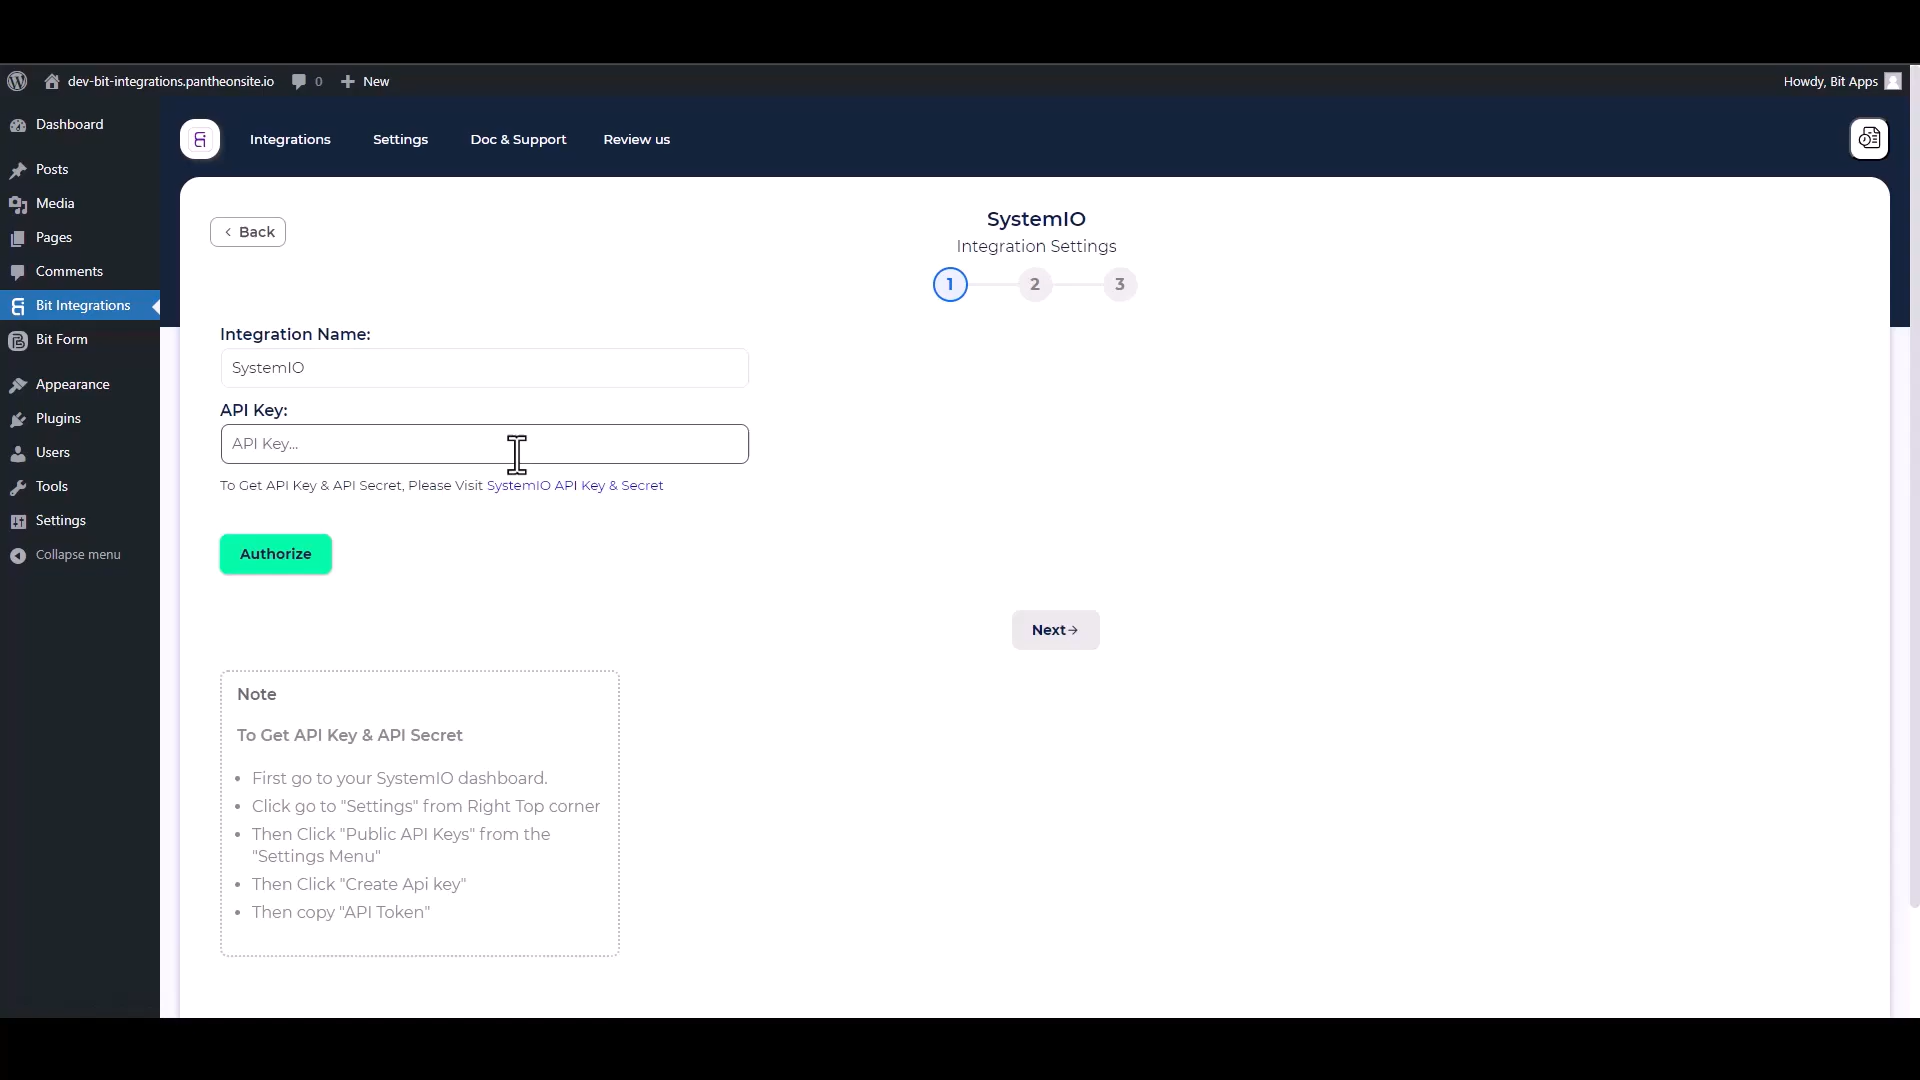 dev-bit-integrations.pantheonsite.io
0
New
Howdy, Bit Apps
Dashboard
Posts
Media
Pages
Comments
Bit Integrations
Bit Form
Appearance
Plugins
Users
Tools
Settings
Collapse menu
Integrations
Settings
Doc & Support
Review us
Back
SystemIO
Integration Settings
1
2
3
Integration Name:
SystemIO
API Key:
API Key...
To Get API Key & API Secret, Please Visit SystemIO API Key & Secret
Authorize
Next
Note
To Get API Key & API Secret
First go to your SystemIO dashboard.
Click go to "Settings" from Right Top corner
Then Click "Public API Keys" from the
"Settings Menu"
Then Click "Create Api key"
Then copy "API Token"